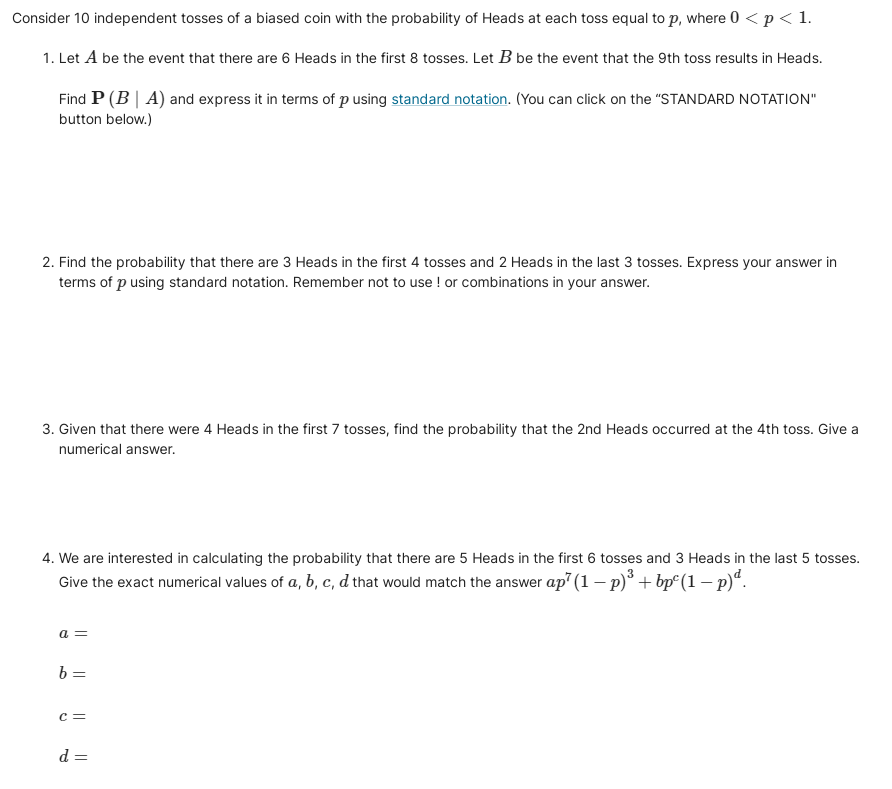 Consider 10 independent tosses of a biased coin with the probability of Heads at each toss equal to p, where 0 < p < 1.
1. Let A be the event that there are 6 Heads in the first 8 tosses. Let B be the event that the 9th toss results in Heads.
Find P (B | A) and express it in terms of p using standard notation. (You can click on the “STANDARD NOTATION"
button below.)
2. Find the probability that there are 3 Heads in the first 4 tosses and 2 Heads in the last 3 tosses. Express your answer in
terms of p using standard notation. Remember not to use ! or combinations in your answer.
3. Given that there were 4 Heads in the first 7 tosses, find the probability that the 2nd Heads occurred at the 4th toss. Give a
numerical answer.
4. We are interested in calculating the probability that there are 5 Heads in the first 6 tosses and 3 Heads in the last 5 tosses.
Give the exact numerical values of a, b, c, d that would match the answer ap⁷(1 − p)³ + bpᶜ(1 − p)ᵈ.
a =
b =
c =
d =